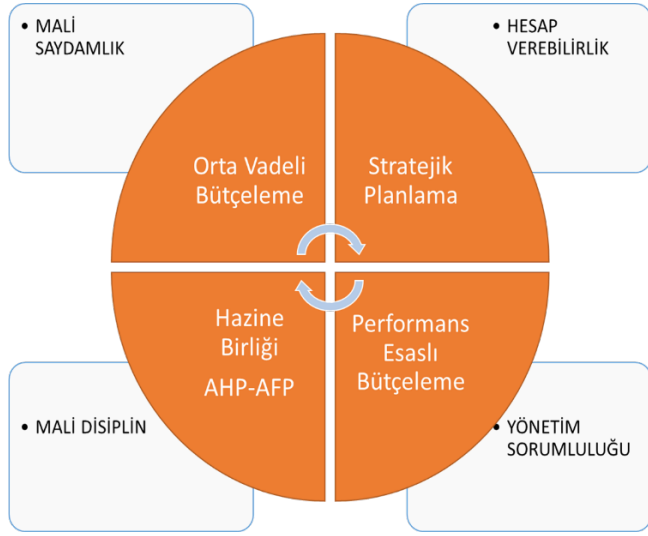 • MALİ
SAYDAMLIK
• HESAP
VEREBİLİRLİK
Orta Vadeli
Bütçeleme
Stratejik
Planlama
Hazine
Birliği
AHP-AFP
Performans
Esaslı
Bütçeleme
• MALİ DİSİPLİN
• YÖNETİM
SORUMLULUĞU